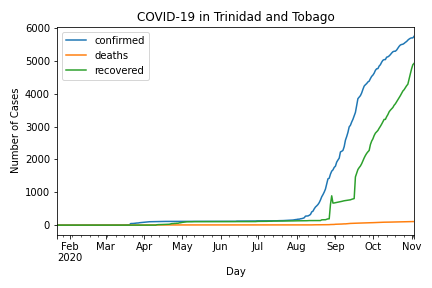 COVID-19 in Trinidad and Tobago
confirmed
deaths
recovered
Number of Cases
6000
5000
4000
3000
2000
1000
0
Feb Mar Apr May Jun Jul Aug Sep Oct Nov
2020
Day